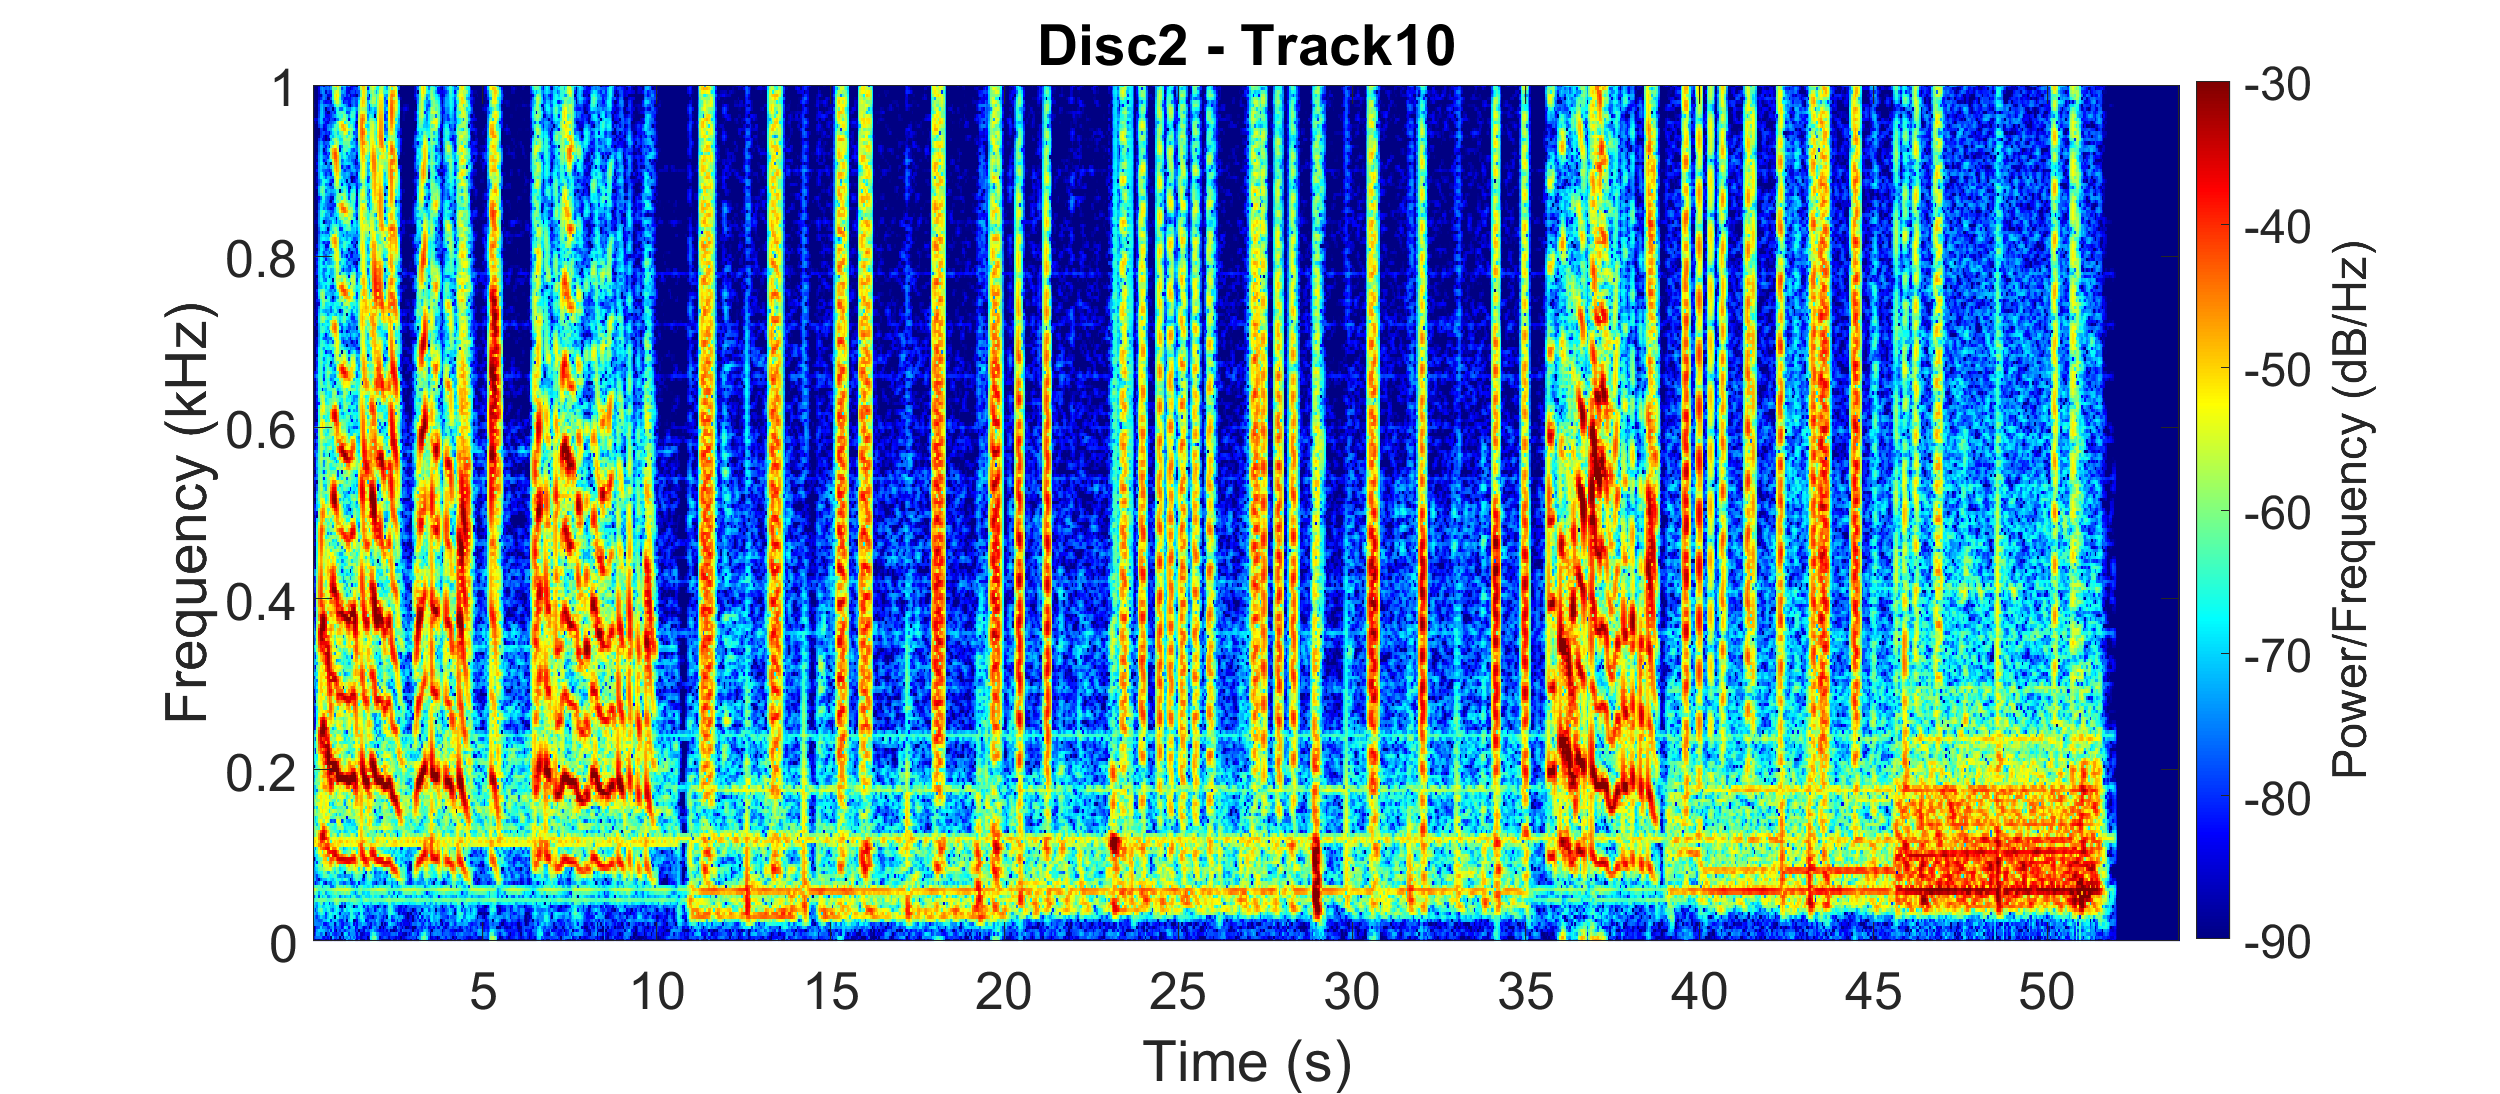 Disc2 - Track10
1
0.8
0.6
0.4
0.2
0
Frequency (kHz)
5 10 15 20 25 30 35 40 45 50
Time (s)
-30
-40
-50
-60
-70
-80
-90
Power/Frequency (dB/Hz)